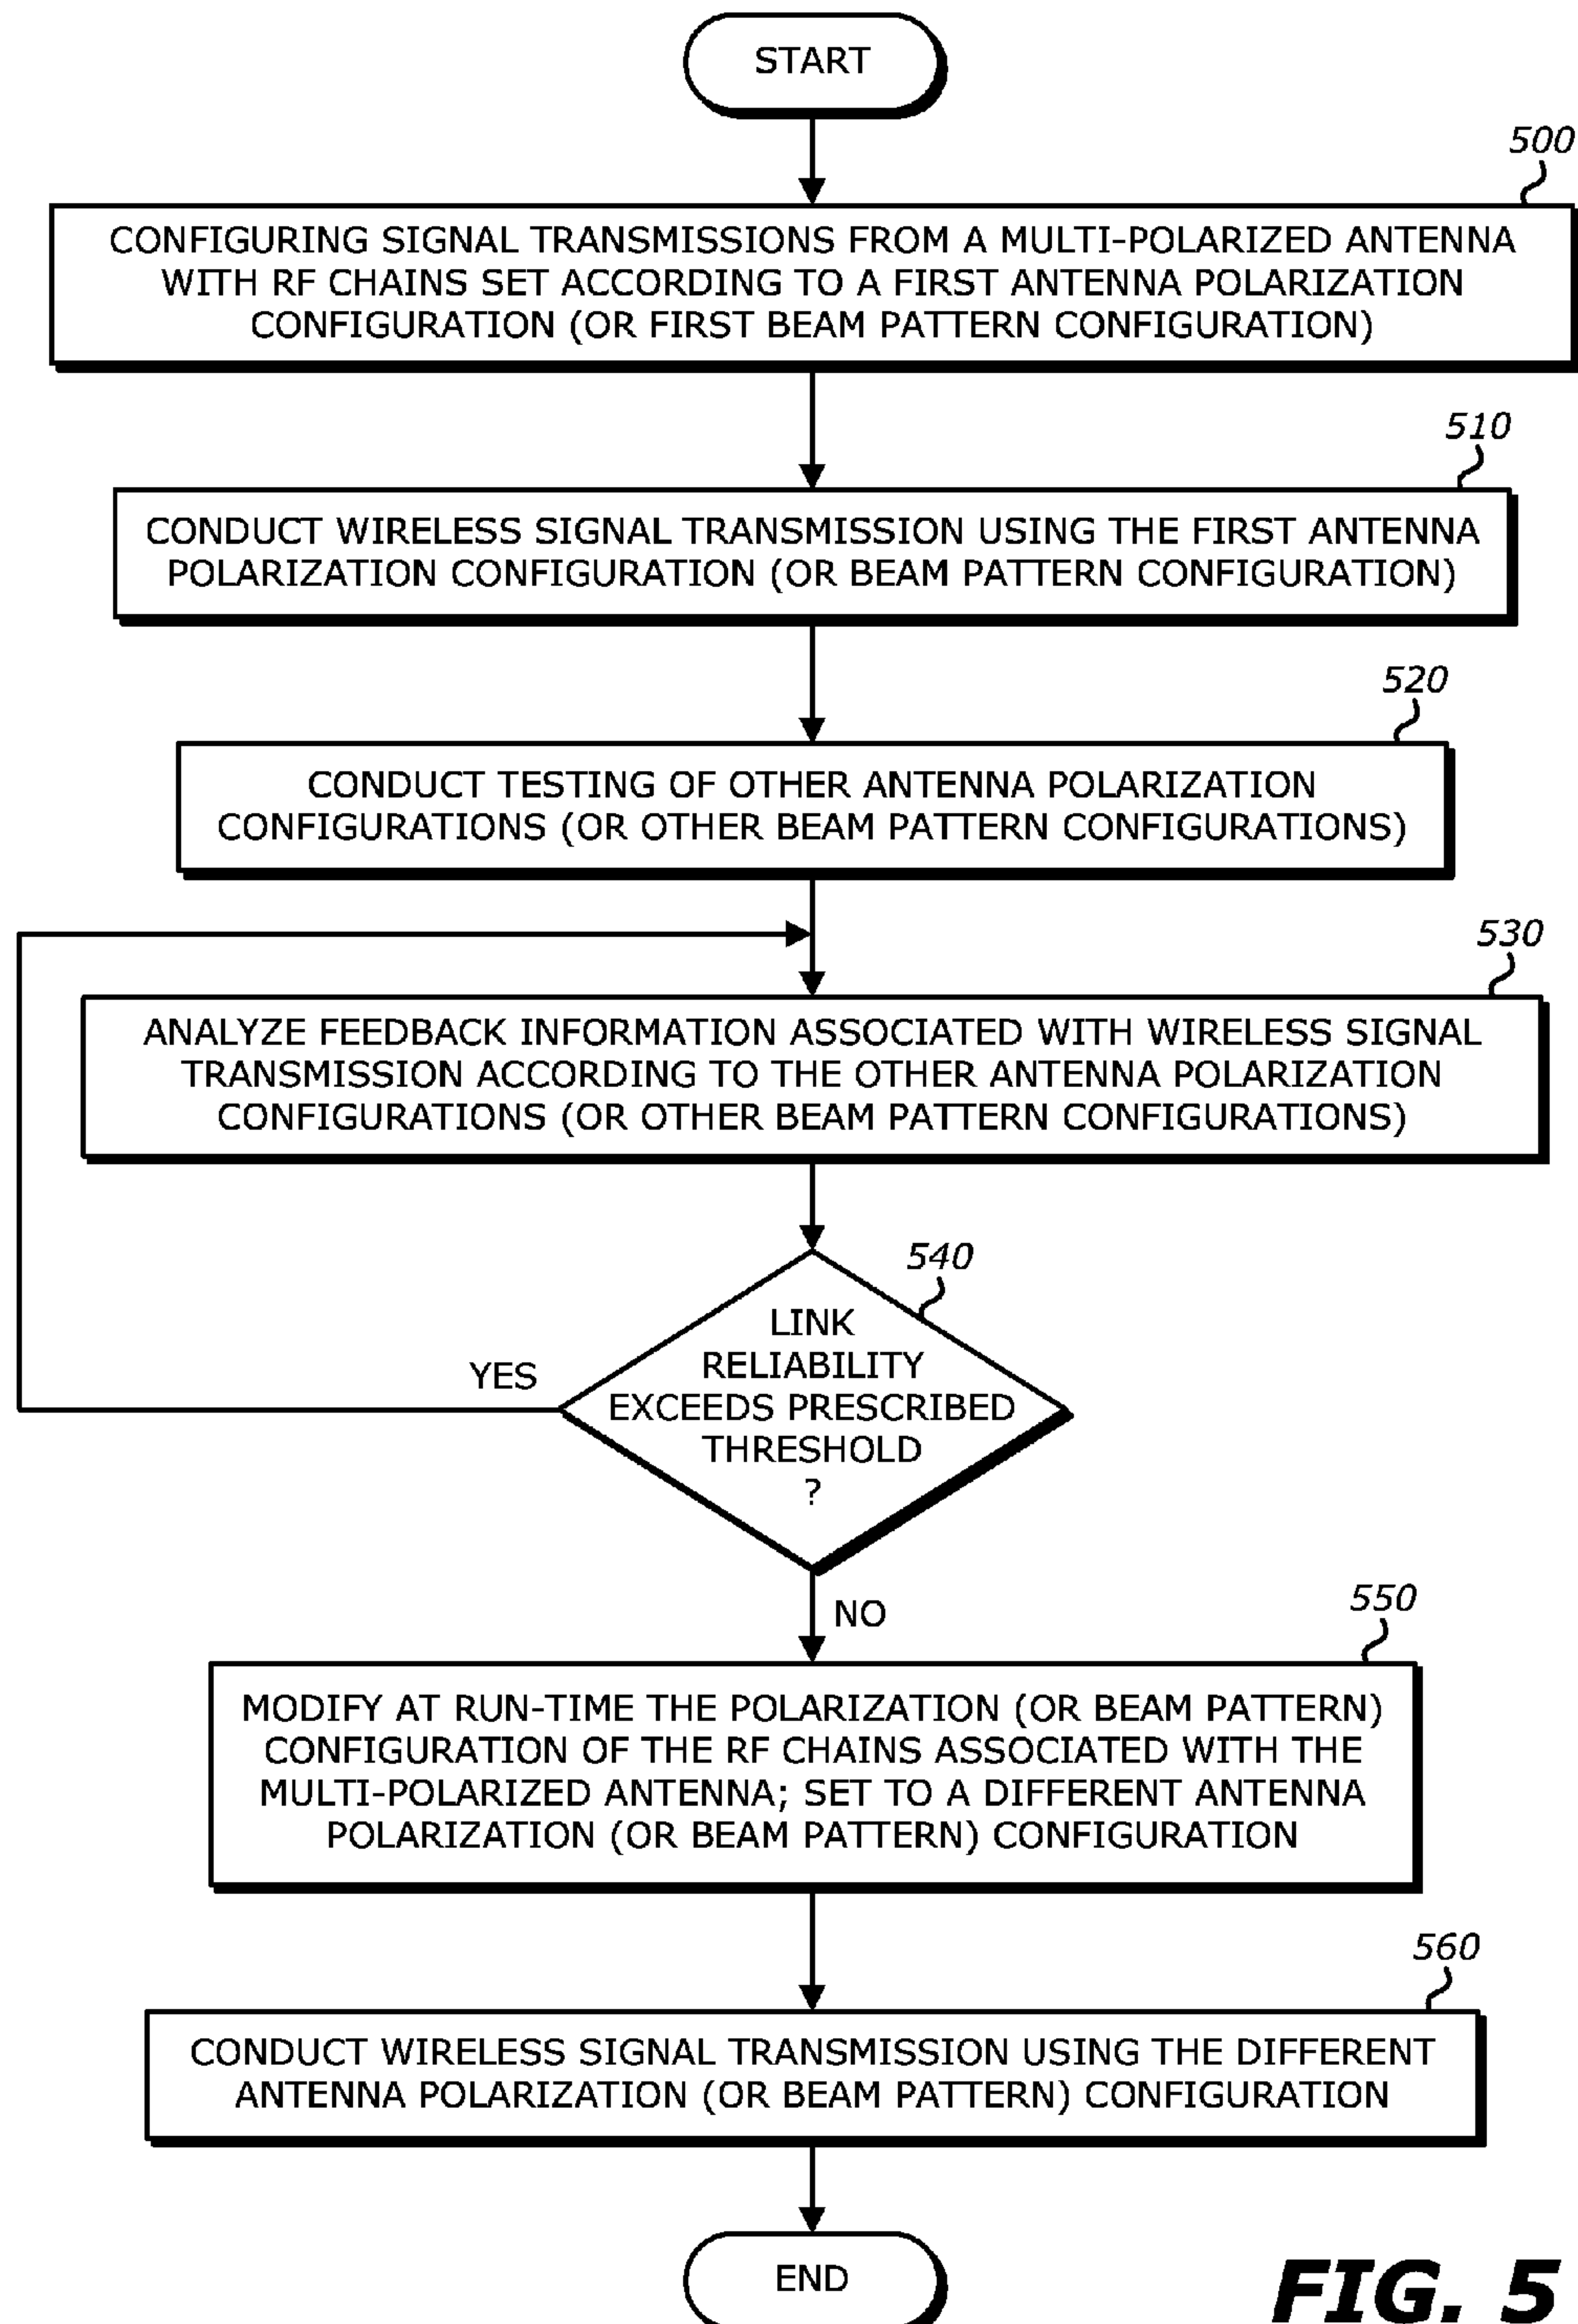 START
500
CONFIGURING SIGNAL TRANSMISSIONS FROM A MULTI-POLARIZED ANTENNA
WITH RF CHAINS SET ACCORDING TO A FIRST ANTENNA POLARIZATION
CONFIGURATION (OR FIRST BEAM PATTERN CONFIGURATION)
510
CONDUCT WIRELESS SIGNAL TRANSMISSION USING THE FIRST ANTENNA
POLARIZATION CONFIGURATION (OR BEAM PATTERN CONFIGURATION)
520
CONDUCT TESTING OF OTHER ANTENNA POLARIZATION
CONFIGURATIONS (OR OTHER BEAM PATTERN CONFIGURATIONS)
530
ANALYZE FEEDBACK INFORMATION ASSOCIATED WITH WIRELESS SIGNAL
TRANSMISSION ACCORDING TO THE OTHER ANTENNA POLARIZATION
CONFIGURATIONS (OR OTHER BEAM PATTERN CONFIGURATIONS)
540
LINK
RELIABILITY
EXCEEDS PRESCRIBED
THRESHOLD
?
YES
NO
550
MODIFY AT RUN-TIME THE POLARIZATION (OR BEAM PATTERN)
CONFIGURATION OF THE RF CHAINS ASSOCIATED WITH THE
MULTI-POLARIZED ANTENNA; SET TO A DIFFERENT ANTENNA
POLARIZATION (OR BEAM PATTERN) CONFIGURATION
560
CONDUCT WIRELESS SIGNAL TRANSMISSION USING THE DIFFERENT
ANTENNA POLARIZATION (OR BEAM PATTERN) CONFIGURATION
END
FIG. 5